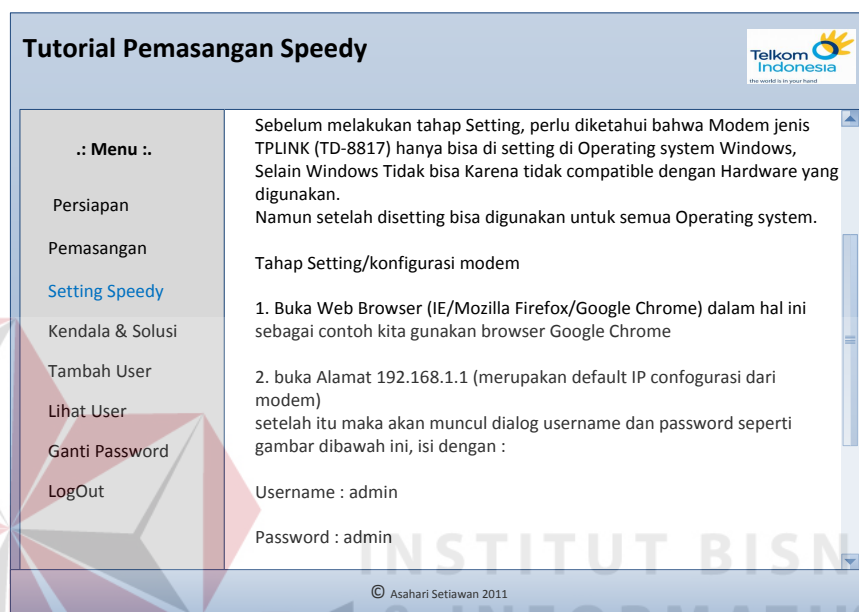 Tutorial Pemasangan Speedy
Telkom
Indonesia
the world is in your hand
.: Menu :.
Persiapan
Pemasangan
Setting Speedy
Kendala & Solusi
Tambah User
Lihat User
Ganti Password
LogOut
Sebelum melakukan tahap Setting, perlu diketahui bahwa Modem jenis
TPLINK (TD-8817) hanya bisa di setting di Operating system Windows,
Selain Windows Tidak bisa Karena tidak compatible dengan Hardware yang
digunakan.
Namun setelah disetting bisa digunakan untuk semua Operating system.
Tahap Setting/konfigurasi modem
1. Buka Web Browser (IE/Mozilla Firefox/Google Chrome) dalam hal ini
sebagai contoh kita gunakan browser Google Chrome
2. buka Alamat 192.168.1.1 (merupakan default IP confogurasi dari
modem)
setelah itu maka akan muncul dialog username dan password seperti
gambar dibawah ini, isi dengan :
Username : admin
Password : admin
INSTITUT BISN
© Asahari Setiawan 2011